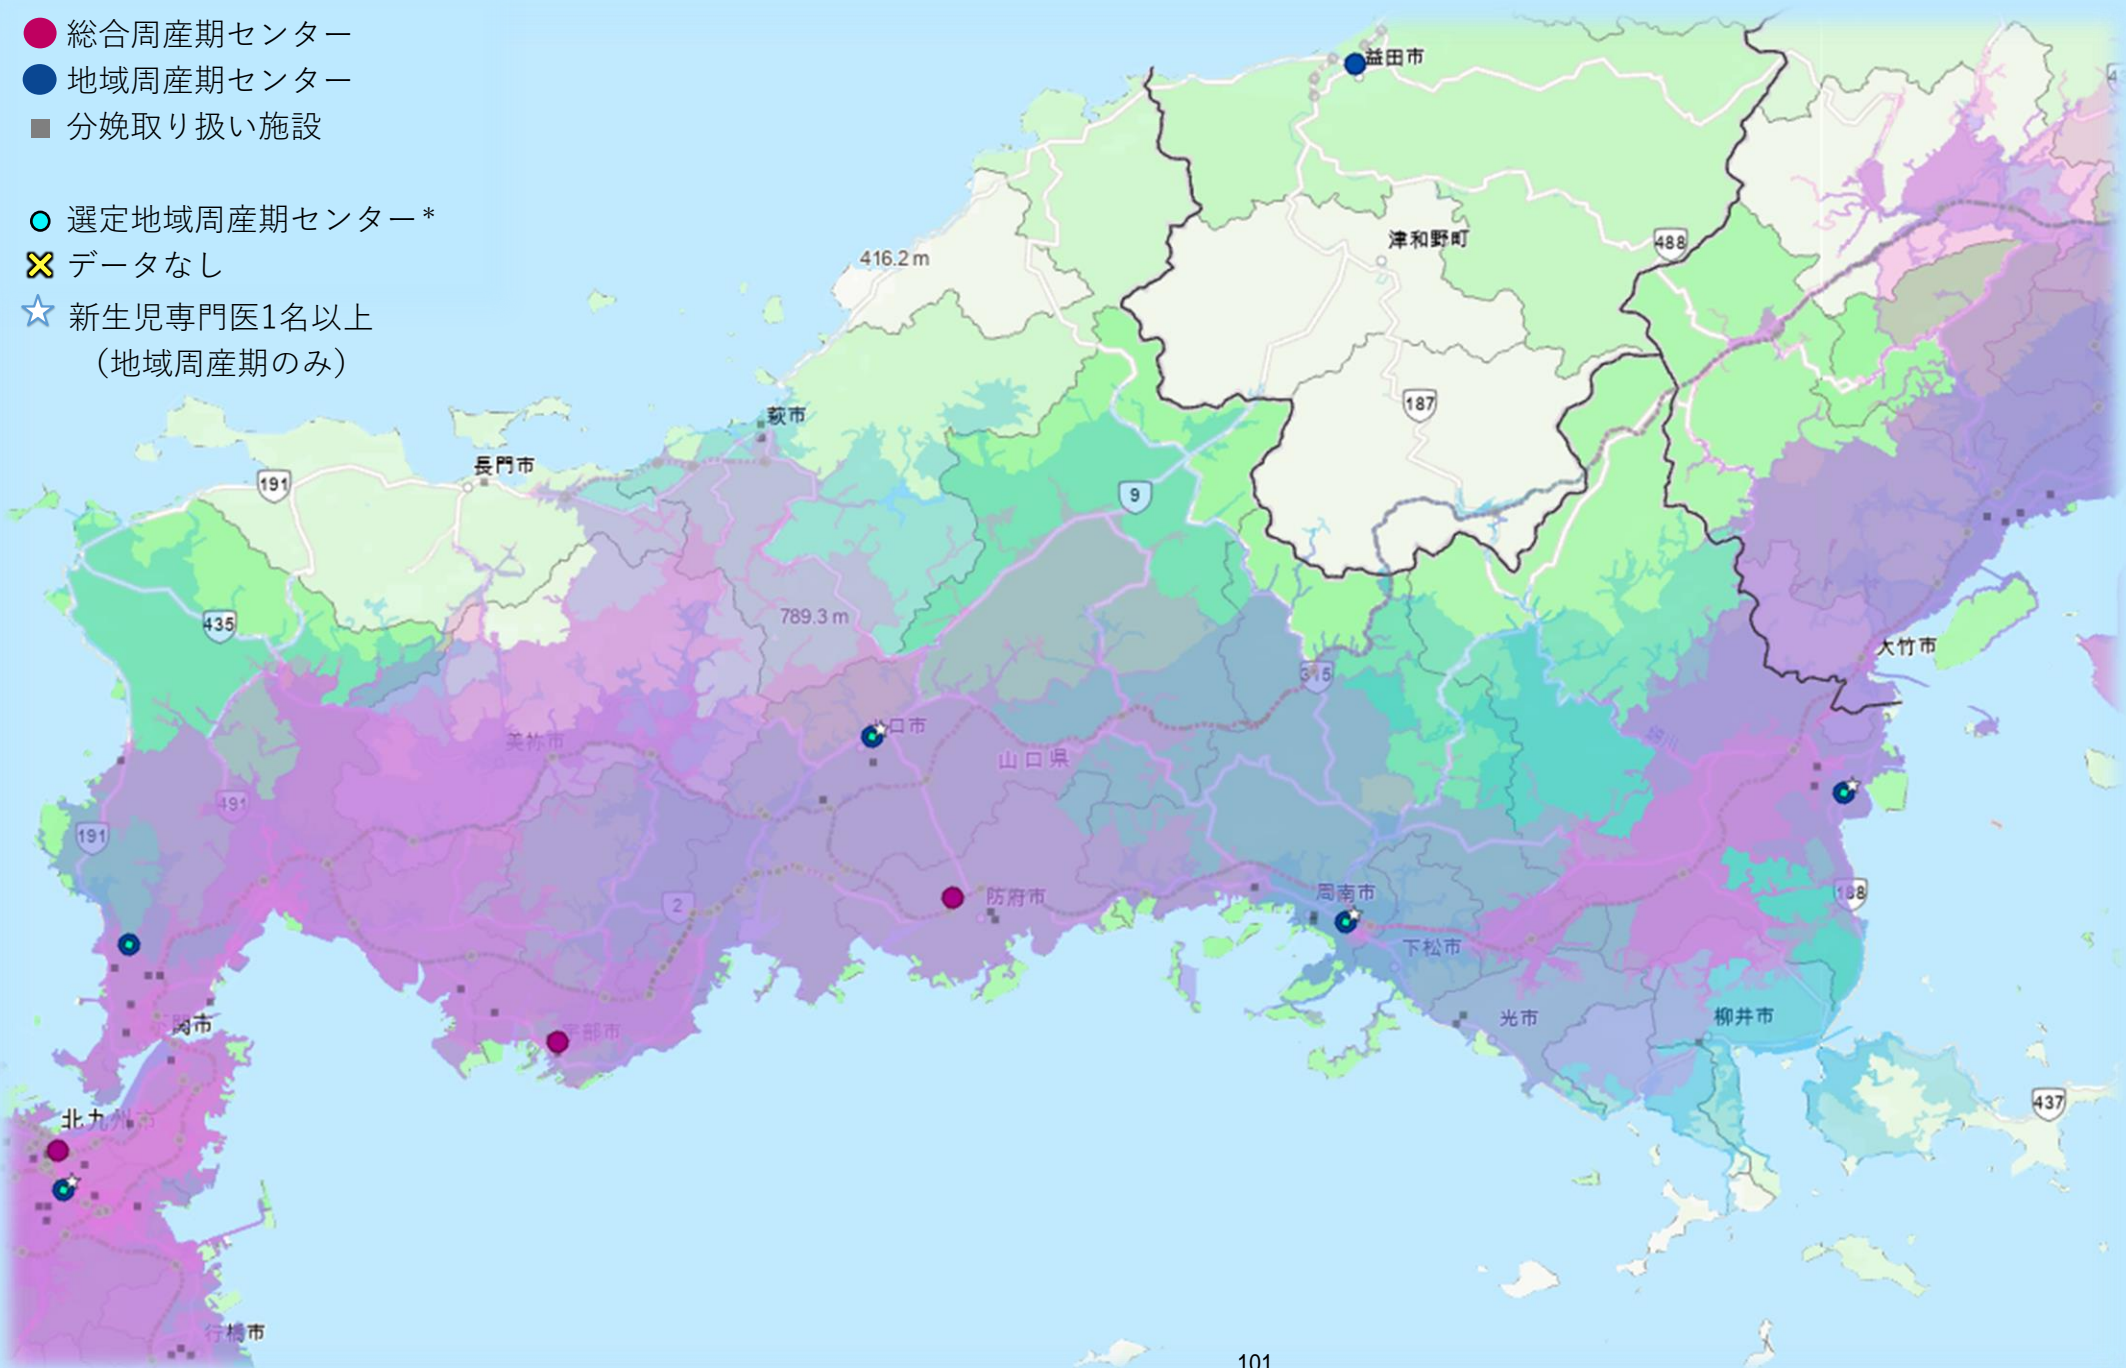 総合周産期センター
地域周産期センター
分娩取り扱い施設
選定地域周産期センター*
データなし
新生児専門医1名以上
（地域周産期のみ）
益田市
津和野町
488
416.2 m
187
萩市
長門市
191
9
435
789.3 m
315
大竹市
口市
美祢市
山口県
491
191
188
2
防府市
周南市
下松市
光市
柳井市
関市
宇部市
北九州市
437
行橋市
101